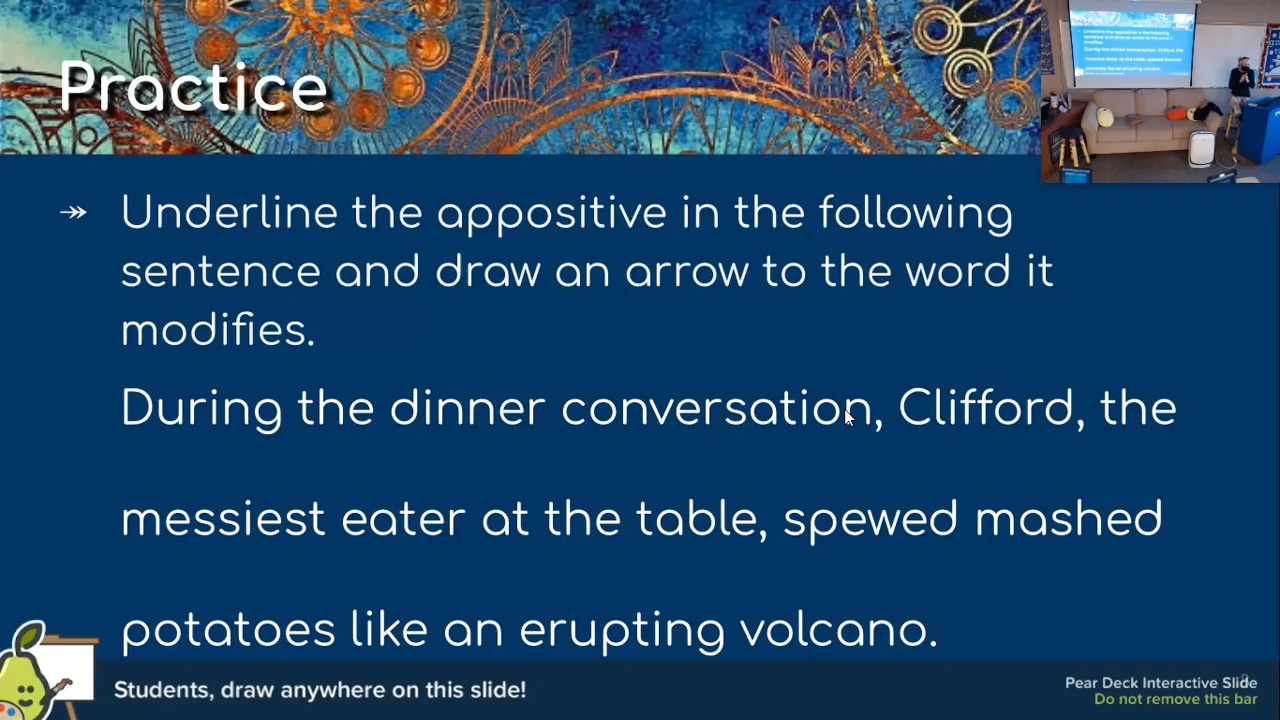 Practice
Underline the appositive in the following
sentence and draw an arrow to the word it
modifies.
During the dinner conversation, Clifford, the
messiest eater at the table, spewed mashed
potatoes like an erupting volcano.
Students, draw anywhere on this slide!
Pear Deck Interactive Slide
Do not remove this bar